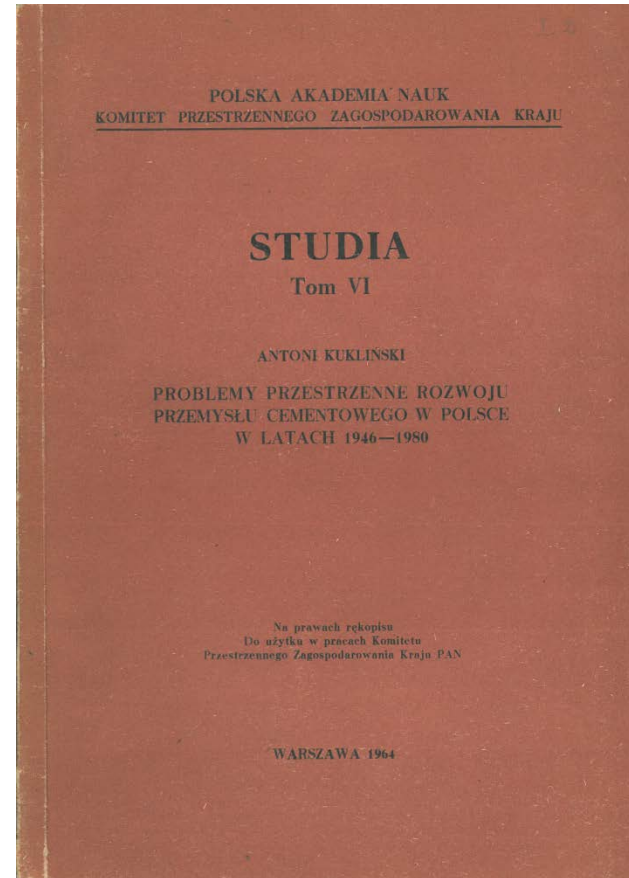 POLSKA AKADEMIA NAUK
KOMITET PRZESTRZENNEGO ZAGOSPODAROWANIA KRAJU
STUDIA
Tom VI
ANTONI KUKLIŃSKI
PROBLEMY PRZESTRZENNE ROZWOJU
PRZEMYSŁU CEMENTOWEGO W POLSCE
W LATACH 1946—1980
Na prawach rękopisu
Do użytku w pracach Komitetu
Przestrzennego Zagospodarowania Kraju PAN
WARSZAWA 1964